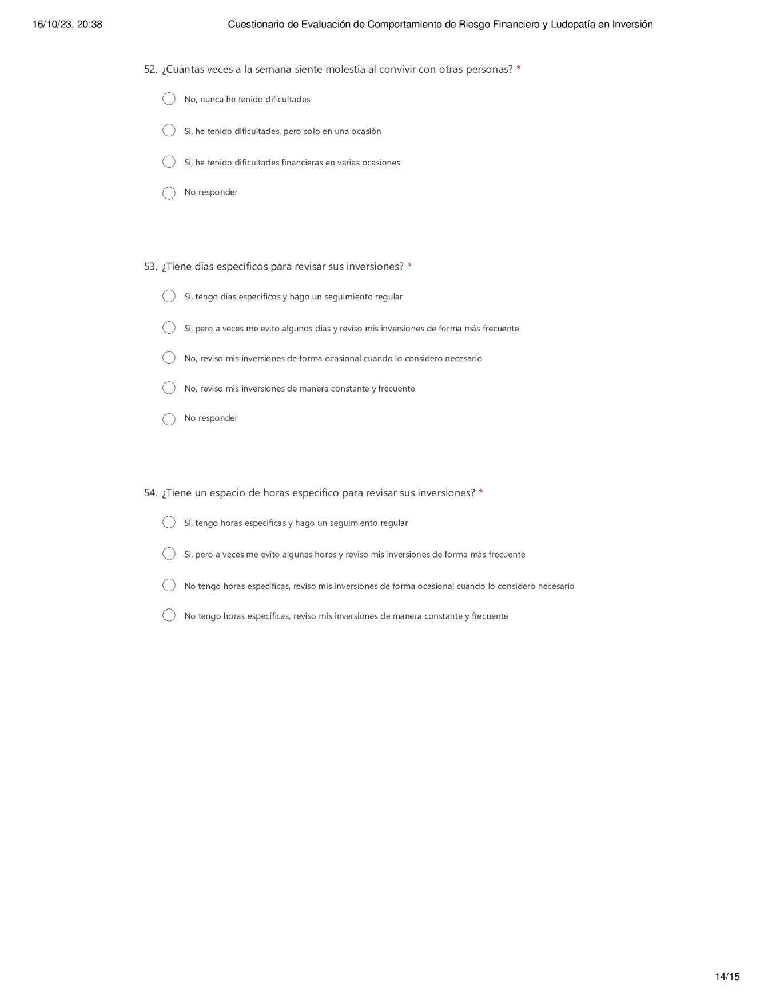 16/10/23, 20:38
Cuestionario de Evaluación de Comportamiento de Riesgo Financiero y Ludopatía en Inversión
52. ¿Cuántas veces a la semana siente molestia al convivir con otras personas? *
No, nunca he tenido dificultades
Sí, he tenido dificultades, pero solo en una ocasión
Sí, he tenido dificultades financieras en varias ocasiones
No responder
53. ¿Tiene días específicos para revisar sus inversiones? *
Sí, tengo días específicos y hago un seguimiento regular
Sí, pero a veces me evito algunos días y reviso mis inversiones de forma más frecuente
No, reviso mis inversiones de forma ocasional cuando lo considero necesario
No, reviso mis inversiones de manera constante y frecuente
No responder
54. ¿Tiene un espacio de horas especifico para revisar sus inversiones? *
Sí, tengo horas específicas y hago un seguimiento regular
Sí, pero a veces me evito algunas horas y reviso mis inversiones de forma más frecuente
No tengo horas específicas, reviso mis inversiones de forma ocasional cuando lo considero necesario
No tengo horas específicas, reviso mis inversiones de manera constante y frecuente
14/15